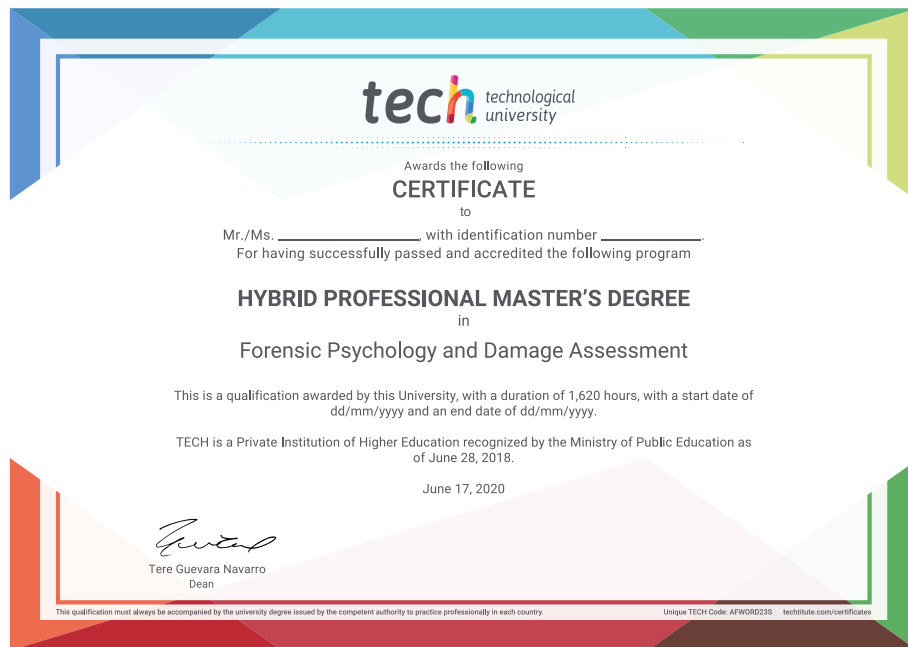 tech technological
university
Awards the following
CERTIFICATE
to
Mr./Ms. ____________________, with identification number ______________.
For having successfully passed and accredited the following program
HYBRID PROFESSIONAL MASTER'S DEGREE
in
Forensic Psychology and Damage Assessment
This is a qualification awarded by this University, with a duration of 1,620 hours, with a start date of
dd/mm/yyyy and an end date of dd/mm/yyyy.
TECH is a Private Institution of Higher Education recognized by the Ministry of Public Education as
of June 28, 2018.
June 17, 2020
Tere Guevara Navarro
Dean
This qualification must always be accompanied by the university degree issued by the competent authority to practice professionally in each country. Unique TECH Code: AFWORD23S techtitute.com/certificates